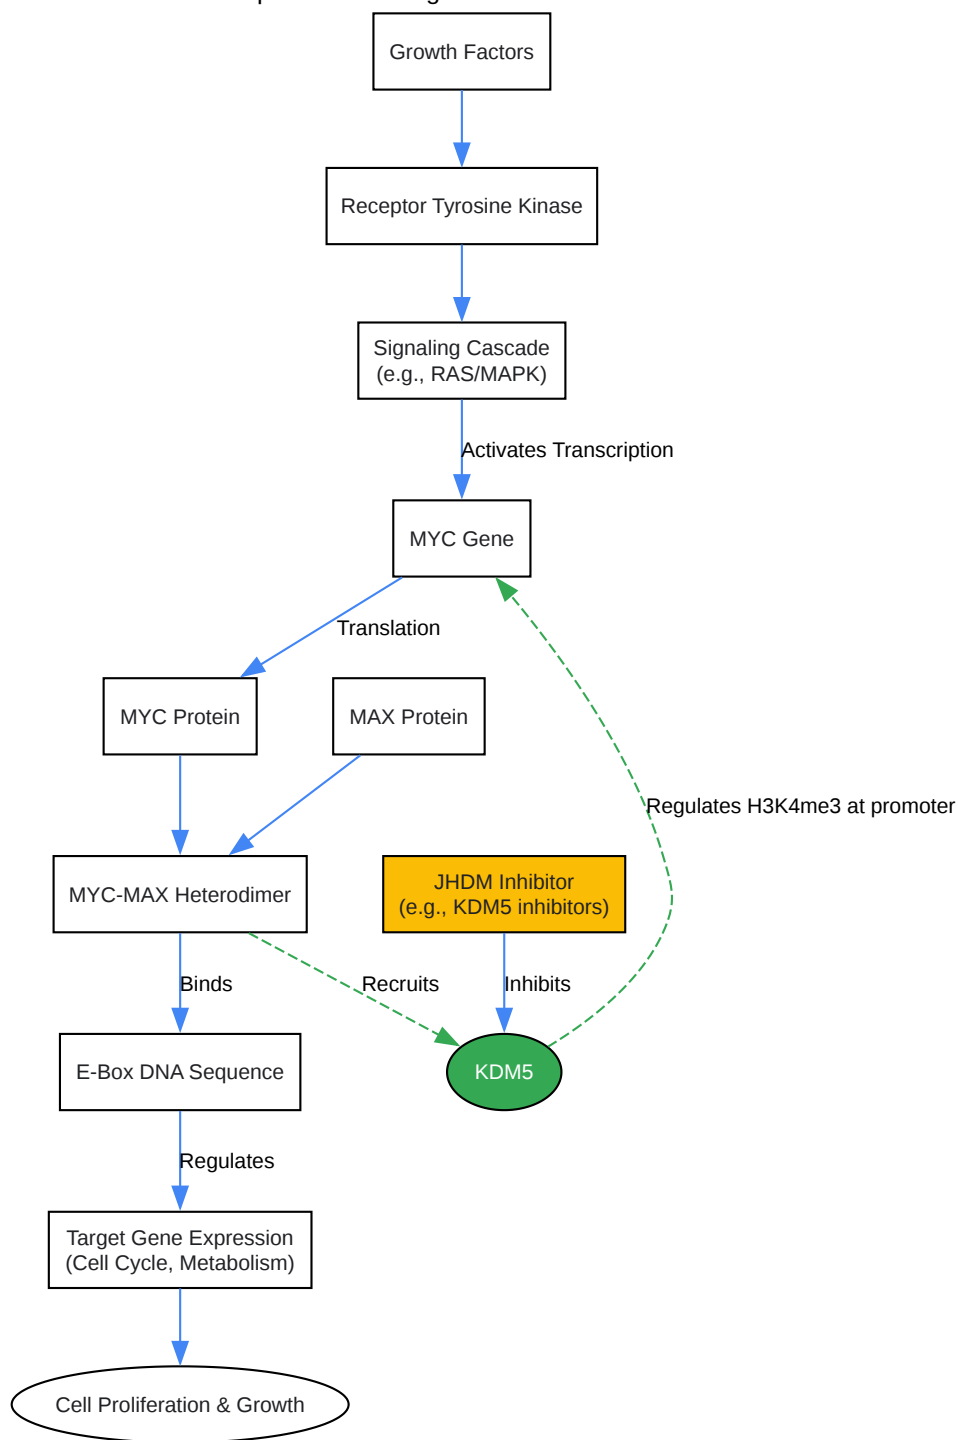 Growth Factors
Receptor Tyrosine Kinase
Signaling Cascade
(e.g., RAS/MAPK)
Activates Transcription
MYC Gene
Translation
MYC Protein
MAX Protein
Regulates H3K4me3 at promoter
MYC-MAX Heterodimer
JHDM Inhibitor
(e.g., KDM5 inhibitors)
Binds
Recruits
Inhibits
E-Box DNA Sequence
KDM5
Regulates
Target Gene Expression
(Cell Cycle, Metabolism)
Cell Proliferation & Growth